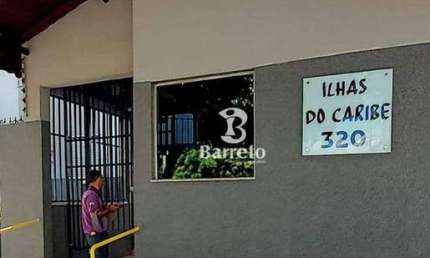 ILHAS
DO CARIBE
320
Barreto